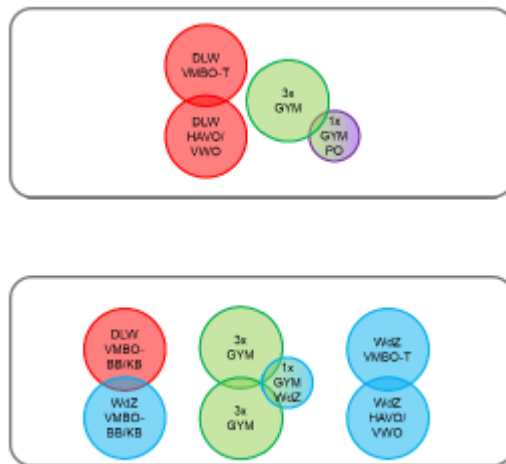 DLW
VMBO-T
DLW
HAVO/
VWO
3x
GYM
1x
GYM
PO
DLW
VMBO-
BB/KB
WdZ
VMBO-
BB/KB
3x
GYM
3x
GYM
1x
GYM
WdZ
WdZ
VMBO-T
WdZ
HAVO/
VWO